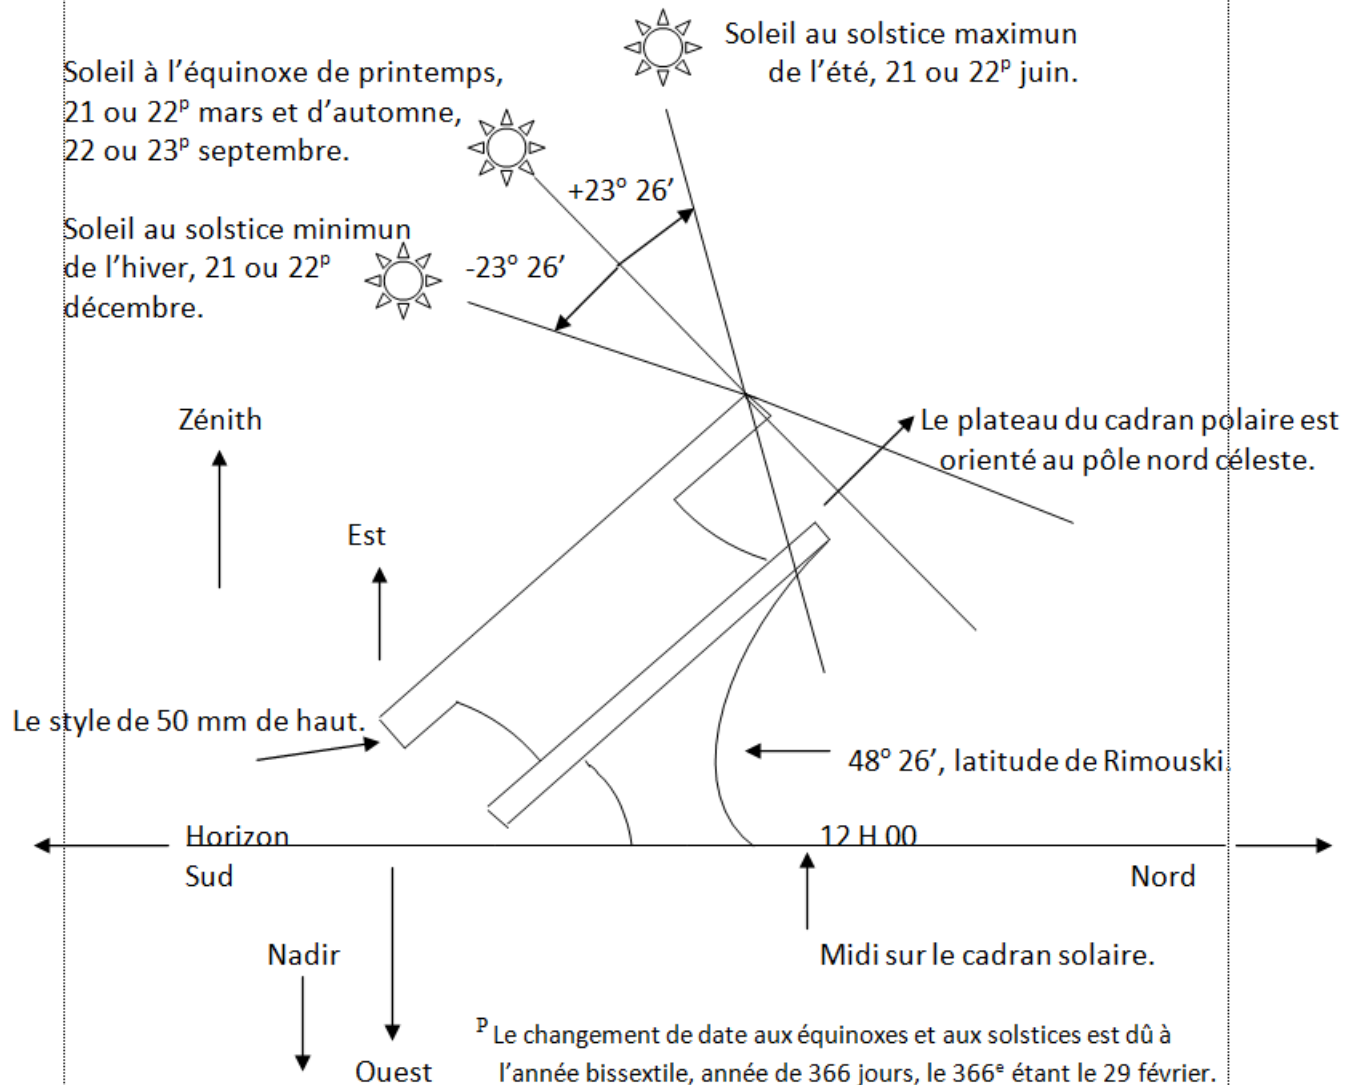 Soleil au solstice maximun
de l'été, 21 ou 22ᵖ juin.
Soleil à l'équinoxe de printemps,
21 ou 22ᵖ mars et d'automne,
22 ou 23ᵖ septembre.
+23° 26′
Soleil au solstice minimun
de l'hiver, 21 ou 22ᵖ
décembre.
-23° 26′
Zénith
Le plateau du cadran polaire est
orienté au pôle nord céleste.
Est
Le style de 50 mm de haut.
48° 26′, latitude de Rimouski.
Horizon
12 H 00
Sud
Nord
Nadir
Midi sur le cadran solaire.
ᵖ Le changement de date aux équinoxes et aux solstices est dû à
l'année bissextile, année de 366 jours, le 366ᵉ étant le 29 février.
Ouest